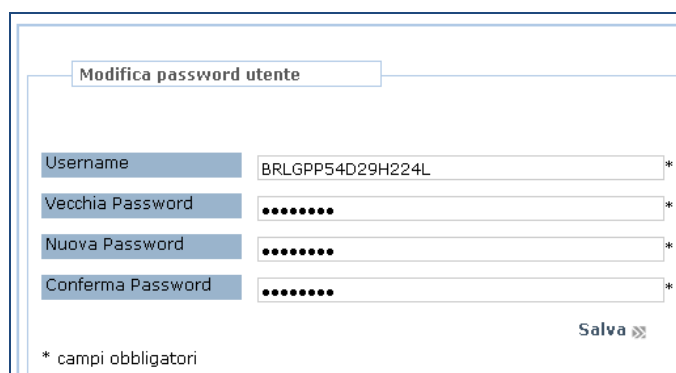 Modifica password utente
Username BRLGPP54D29H224L *
Vecchia Password •••••••• *
Nuova Password •••••••• *
Conferma Password •••••••• *
Salva
* campi obbligatori